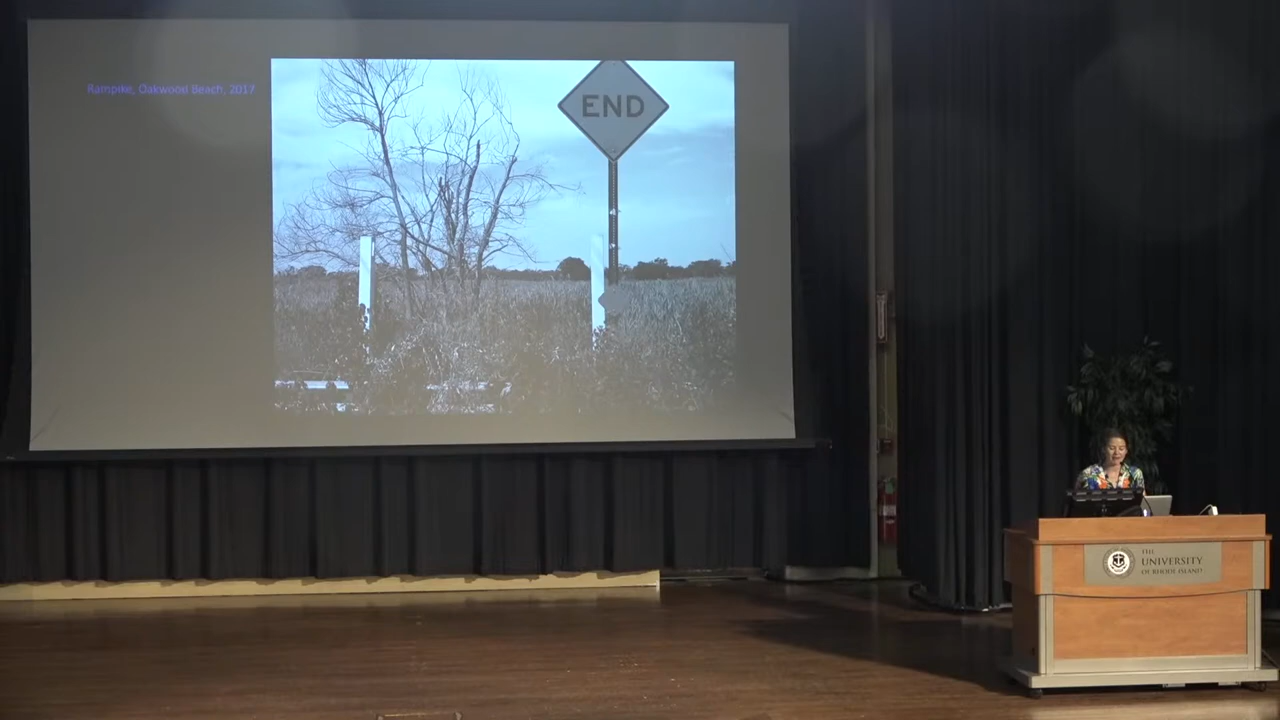 Rampike, Oakwood Beach, 2017
END
THE
UNIVERSITY
OF RHODE ISLAND